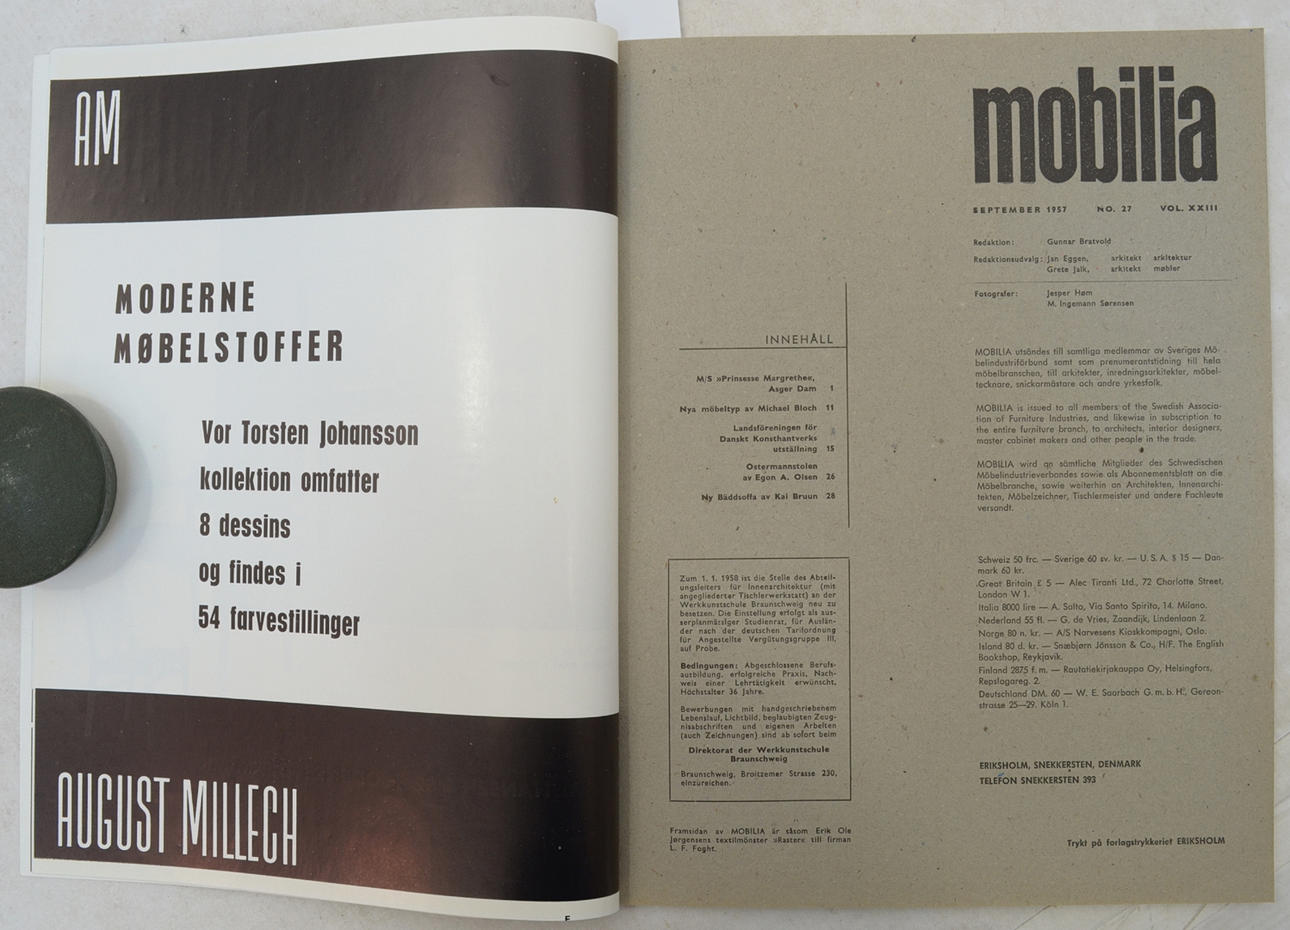 AM
MODERNE
MØBELSTOFFER
Vor Torsten Johansson
kollektion omfatter
8 dessins
og findes i
54 farvestillinger
AUGUST MILLECH
mobilia
SEPTEMBER 1957 NO. 27 VOL. XXIII
Redaktion: Gunnar Bratvold
Redaktionsudvalg: Jan Eggen, arkitekt arkitektur
Grete Jalk, arkitekt møbler
Fotografer: Jesper Høm
M. Ingemann Sørensen
INNEHÅLL
M/S »Prinsesse Margrethe«,
Asger Dam 1
Nya möbeltyp av Michael Bloch 11
Landsföreningen för
Danskt Konsthantverks
utställning 15
Ostermannstolen
av Egon A. Olsen 26
Ny Bäddsoffa av Kai Bruun 28
Zum 1. 1. 1958 ist die Stelle des Abteil-
ungsleiters für Innenarchitektur (mit
angegliederter Tischlerwerkstatt) an der
Werkkunstschule Braunschweig neu zu
besetzen. Die Einstellung erfolgt als aus-
serplanmässiger Studienrat, für Auslän-
der nach der deutschen Tarifordnung
für Angestellte Vergütungsgruppe III,
auf Probe.
Bedingungen: Abgeschlossene Berufs-
ausbildung, erfolgreiche Praxis, Nach-
weis einer Lehrtätigkeit erwünscht,
Höchstalter 36 Jahre.
Bewerbungen mit handgeschriebenem
Lebenslauf, Lichtbild, beglaubigten Zeug-
nisabschriften und eigenen Arbeiten
(auch Zeichnungen) sind ab sofort beim
Direktorat der Werkkunstschule
Braunschweig
Braunschweig, Broitzemer Strasse 230,
einzureichen.
Framsidan av MOBILIA är såsom Erik Ole
Jørgensens textilmönster »Raster« till firman
L. F. Foght.
MOBILIA utsändes till samtliga medlemmar av Sveriges Mö-
belindustriförbund samt som prenumerantstidning till hela
möbelbranschen, till arkitekter, inredningsarkitekter, möbel-
tecknare, snickarmästare och andre yrkesfolk.
MOBILIA is issued to all members of the Swedish Associa-
tion of Furniture Industries, and likewise in subscription to
the entire furniture branch, to architects, interior designers,
master cabinet makers and other people in the trade.
MOBILIA wird an sämtliche Mitglieder des Schwedischen
Möbelindustrieverbandes sowie als Abonnementsblatt an die
Möbelbranche, sowie weiterhin an Architekten, Innenarchi-
tekten, Möbelzeichner, Tischlermeister und andere Fachleute
versandt.
Schweiz 50 frc. — Sverige 60 sv. kr. — U. S. A. $ 15 — Dan-
mark 60 kr.
Great Britain £ 5 — Alec Tiranti Ltd., 72 Charlotte Street,
London W 1.
Italia 8000 lire — A. Salto, Via Santo Spirito, 14. Milano.
Nederland 55 fl. — G. de Vries, Zaandijk, Lindenlaan 2.
Norge 80 n. kr. — A/S Narvesens Kioskkompagni, Oslo.
Island 80 d. kr. — Snæbjørn Jónsson & Co., H/F. The English
Bookshop, Reykjavik.
Finland 2875 f. m. — Rautatiekirjakauppa Oy, Helsingfors,
Repslagareg. 2.
Deutschland DM. 60 — W. E. Saarbach G. m. b. H., Gereon-
strasse 25—29. Köln 1.
ERIKSHOLM, SNEKKERSTEN, DENMARK
TELEFON SNEKKERSTEN 393
Trykt på forlagstrykkeriet ERIKSHOLM